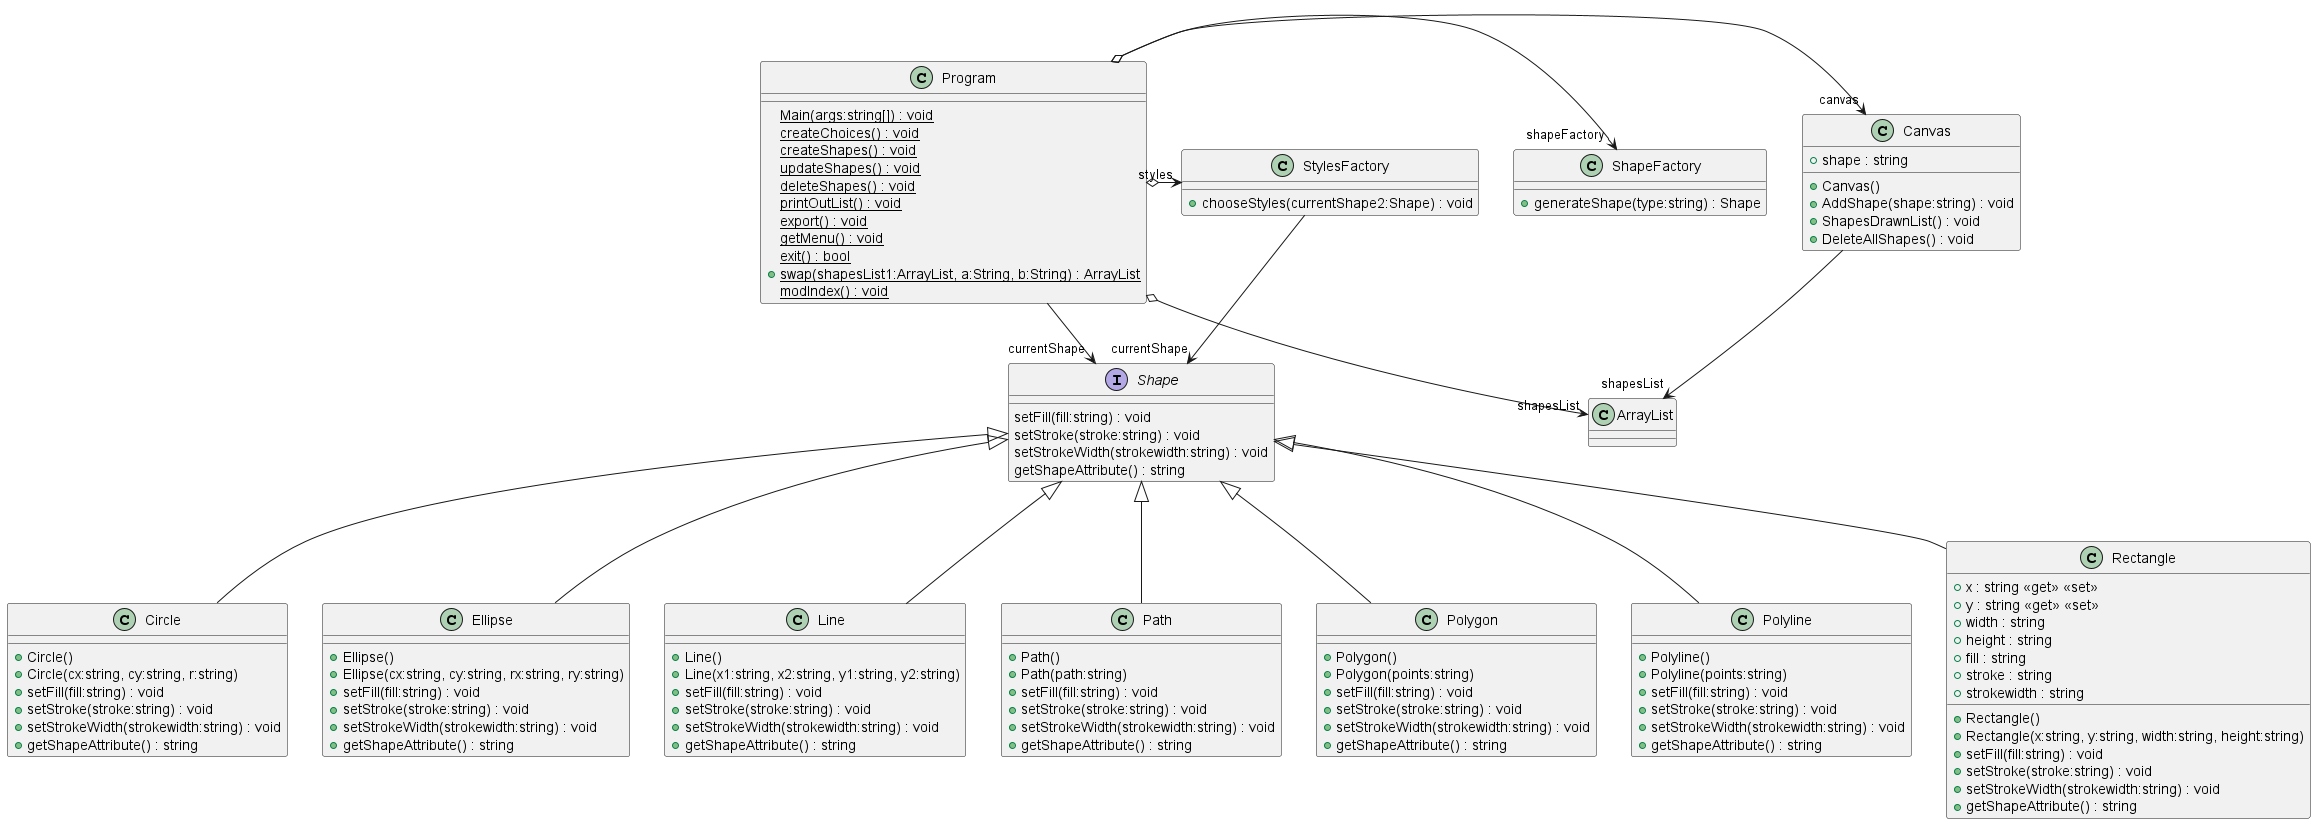 C Program
Main(args:string[]) : void
createChoices() : void
createShapes() : void
updateShapes() : void
deleteShapes() : void
printOutList() : void
export() : void
getMenu() : void
exit() : bool
swap(shapesList1:ArrayList, a:String, b:String) : ArrayList
modIndex() : void
styles
C StylesFactory
chooseStyles(currentShape2:Shape) : void
shapeFactory
C ShapeFactory
generateShape(type:string) : Shape
canvas
C Canvas
shape : string
Canvas()
AddShape(shape:string) : void
ShapesDrawnList() : void
DeleteAllShapes() : void
currentShape
currentShape
I Shape
setFill(fill:string) : void
setStroke(stroke:string) : void
setStrokeWidth(strokewidth:string) : void
getShapeAttribute() : string
shapesList
shapesList
C ArrayList
C Circle
Circle()
Circle(cx:string, cy:string, r:string)
setFill(fill:string) : void
setStroke(stroke:string) : void
setStrokeWidth(strokewidth:string) : void
getShapeAttribute() : string
C Ellipse
Ellipse()
Ellipse(cx:string, cy:string, rx:string, ry:string)
setFill(fill:string) : void
setStroke(stroke:string) : void
setStrokeWidth(strokewidth:string) : void
getShapeAttribute() : string
C Line
Line()
Line(x1:string, x2:string, y1:string, y2:string)
setFill(fill:string) : void
setStroke(stroke:string) : void
setStrokeWidth(strokewidth:string) : void
getShapeAttribute() : string
C Path
Path()
Path(path:string)
setFill(fill:string) : void
setStroke(stroke:string) : void
setStrokeWidth(strokewidth:string) : void
getShapeAttribute() : string
C Polygon
Polygon()
Polygon(points:string)
setFill(fill:string) : void
setStroke(stroke:string) : void
setStrokeWidth(strokewidth:string) : void
getShapeAttribute() : string
C Polyline
Polyline()
Polyline(points:string)
setFill(fill:string) : void
setStroke(stroke:string) : void
setStrokeWidth(strokewidth:string) : void
getShapeAttribute() : string
C Rectangle
x : string «get» «set»
y : string «get» «set»
width : string
height : string
fill : string
stroke : string
strokewidth : string
Rectangle()
Rectangle(x:string, y:string, width:string, height:string)
setFill(fill:string) : void
setStroke(stroke:string) : void
setStrokeWidth(strokewidth:string) : void
getShapeAttribute() : string